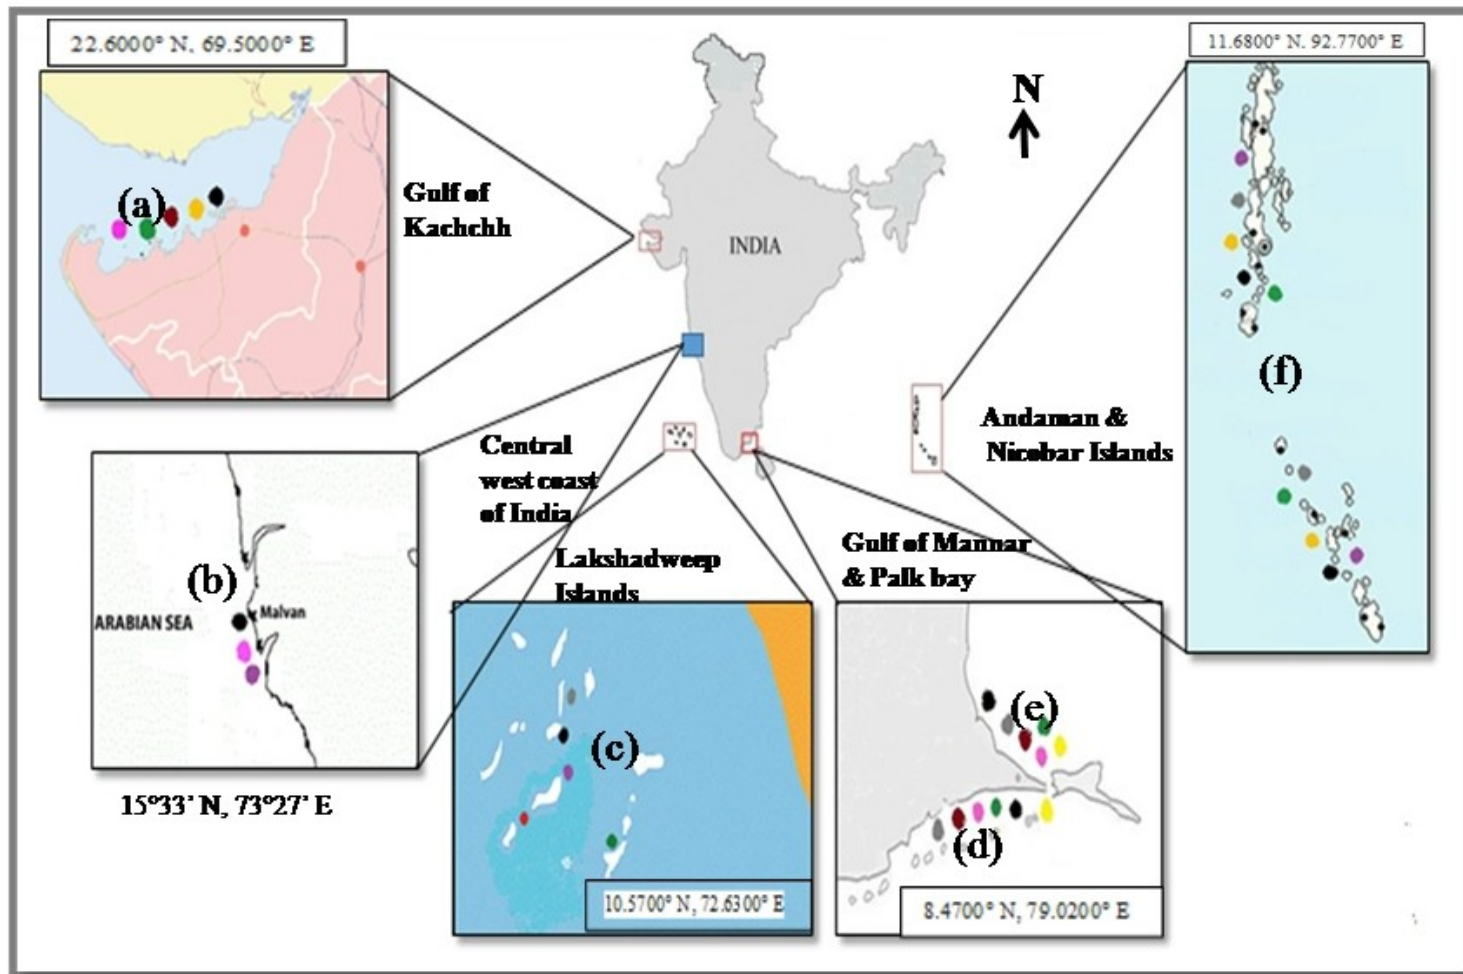 22.6000° N, 69.5000° E
11.6800° N. 92.7700° E
N
(a)
Gulf of
Kachchh
INDIA
(f)
Central
west coast
of India
Andaman &
Nicobar Islands
(b)
ARABIAN SEA
Malvan
15°33' N, 73°27' E
Lakshadweep
Islands
Gulf of Mannar
& Palk bay
(c)
10.5700° N, 72.6300° E
(e)
(d)
8.4700° N, 79.0200° E